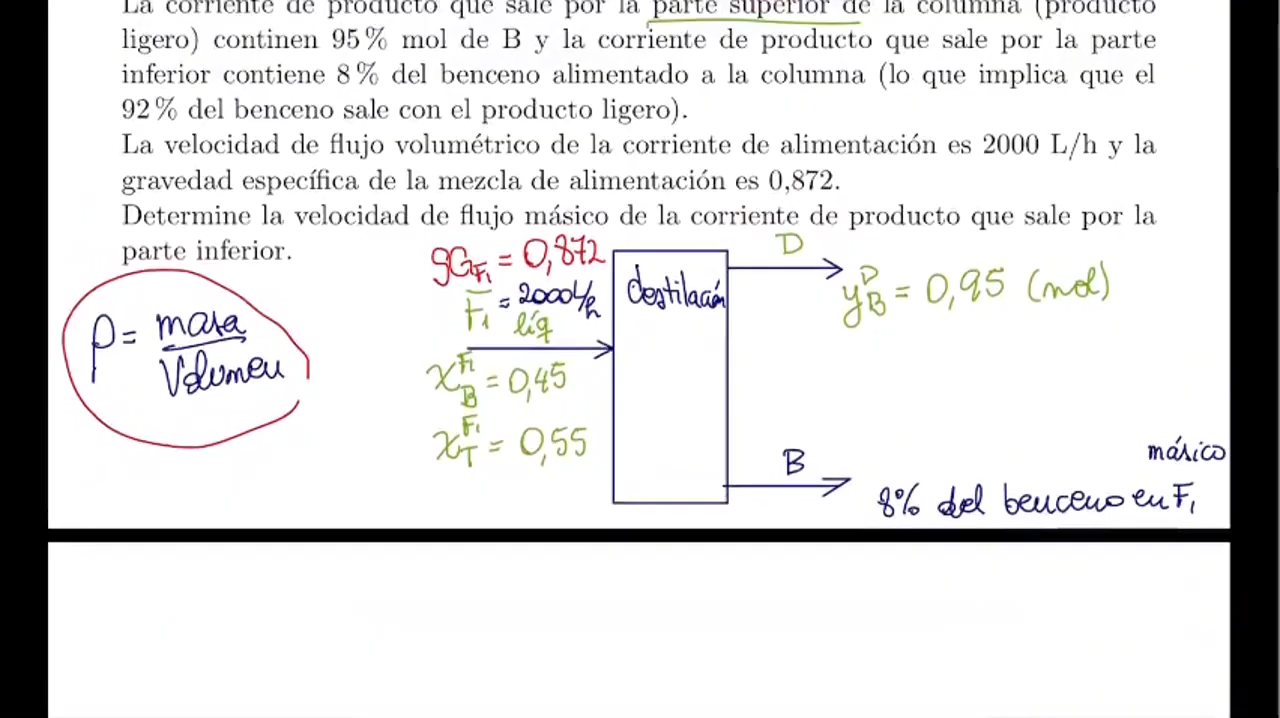 La corriente de producto que sale por la parte superior de la columna (producto
ligero) continen 95 % mol de B y la corriente de producto que sale por la parte
inferior contiene 8 % del benceno alimentado a la columna (lo que implica que el
92 % del benceno sale con el producto ligero).
La velocidad de flujo volumétrico de la corriente de alimentación es 2000 L/h y la
gravedad específica de la mezcla de alimentación es 0,872.
Determine la velocidad de flujo másico de la corriente de producto que sale por la
parte inferior.
SG_F1 = 0,872
F1 = 2000 L/h
líq
x_B^F1 = 0,45
x_T^F1 = 0,55
ρ = masa / Volumen
destilación
D
y_B^D = 0,95 (mol)
B
másico
8% del benceno en F1